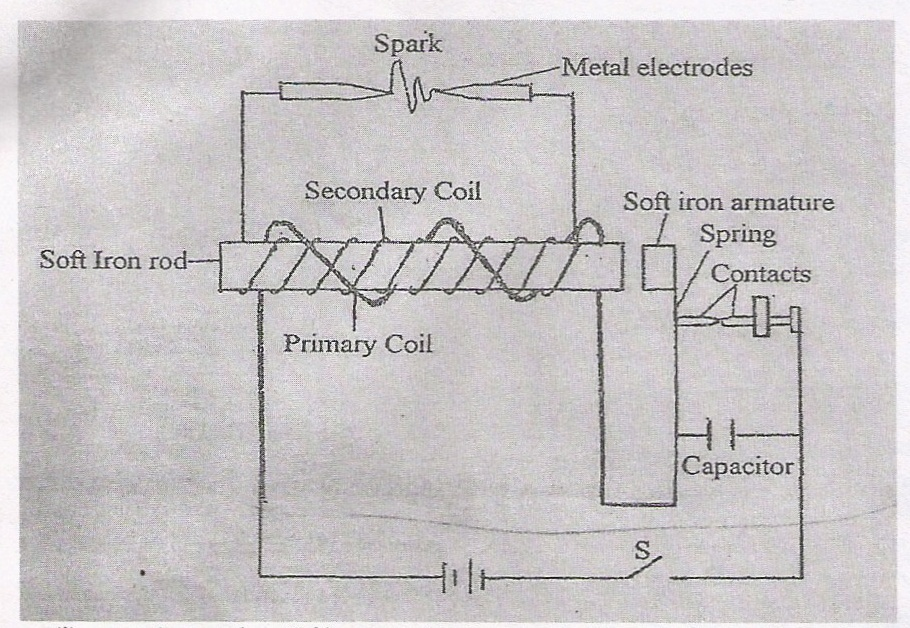 Spark
Metal electrodes
Secondary Coil
Soft iron armature
Spring
Soft Iron rod
Contacts
Primary Coil
Capacitor
S